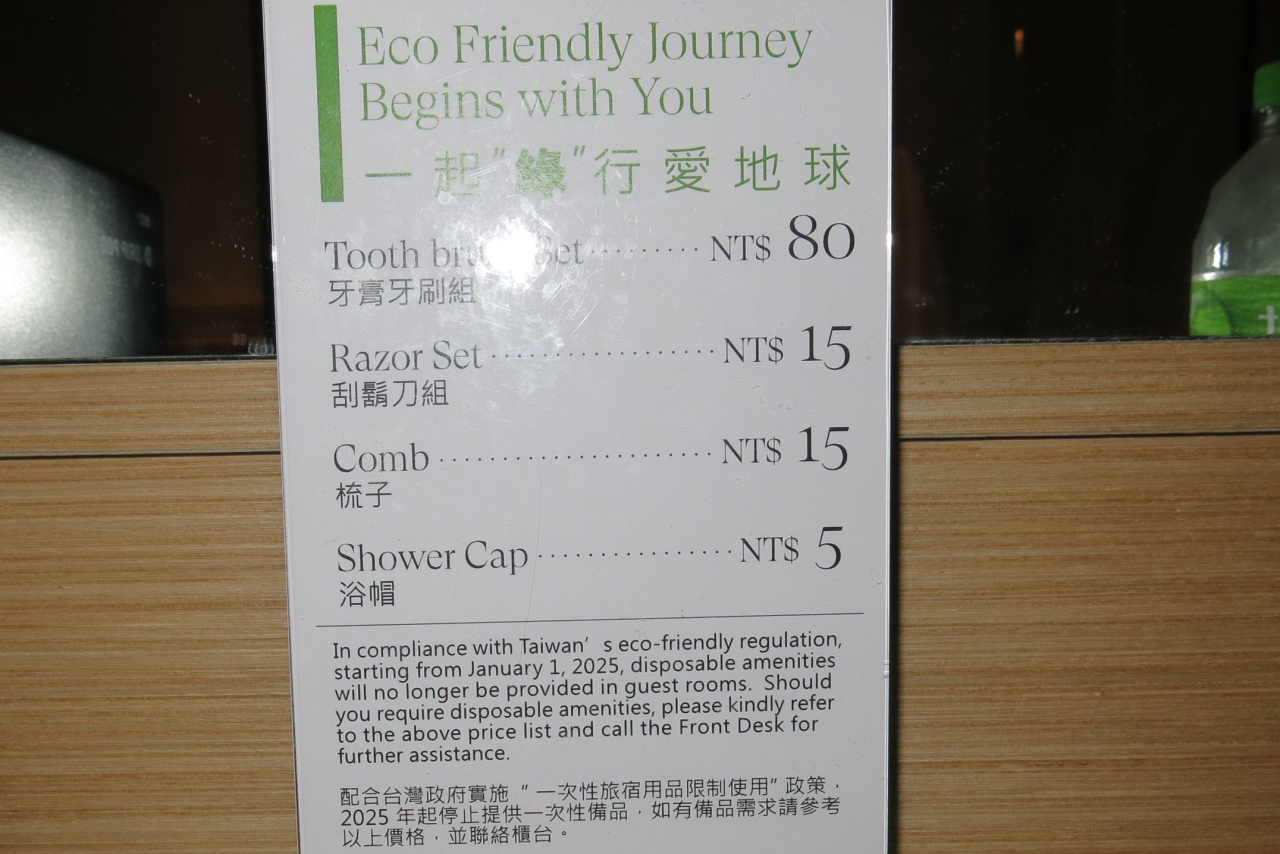 Eco Friendly Journey
Begins with You
一起"綠"行愛地球
Tooth brush Set ········· NT$ 80
牙膏牙刷組
Razor Set ··················· NT$ 15
刮鬍刀組
Comb ······················· NT$ 15
梳子
Shower Cap ················ NT$ 5
浴帽
In compliance with Taiwan's eco-friendly regulation,
starting from January 1, 2025, disposable amenities
will no longer be provided in guest rooms. Should
you require disposable amenities, please kindly refer
to the above price list and call the Front Desk for
further assistance.
配合台灣政府實施“一次性旅宿用品限制使用”政策，
2025 年起停止提供一次性備品，如有備品需求請參考
以上價格，並聯絡櫃台。